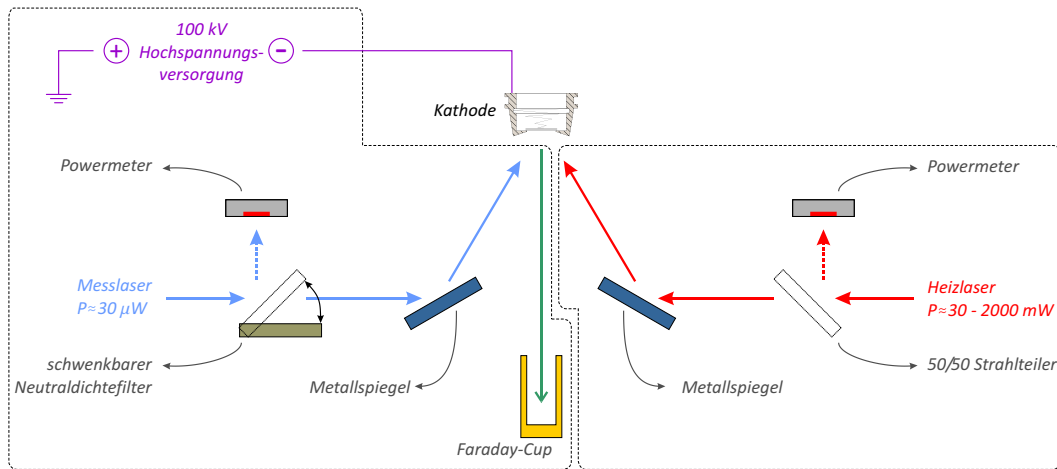 100 kV
Hochspannungs-
versorgung
+
−
Kathode
Powermeter
Powermeter
Messlaser
P≈30 μW
Heizlaser
P≈30 - 2000 mW
schwenkbarer
Neutraldichtefilter
Metallspiegel
Metallspiegel
50/50 Strahlteiler
Faraday-Cup